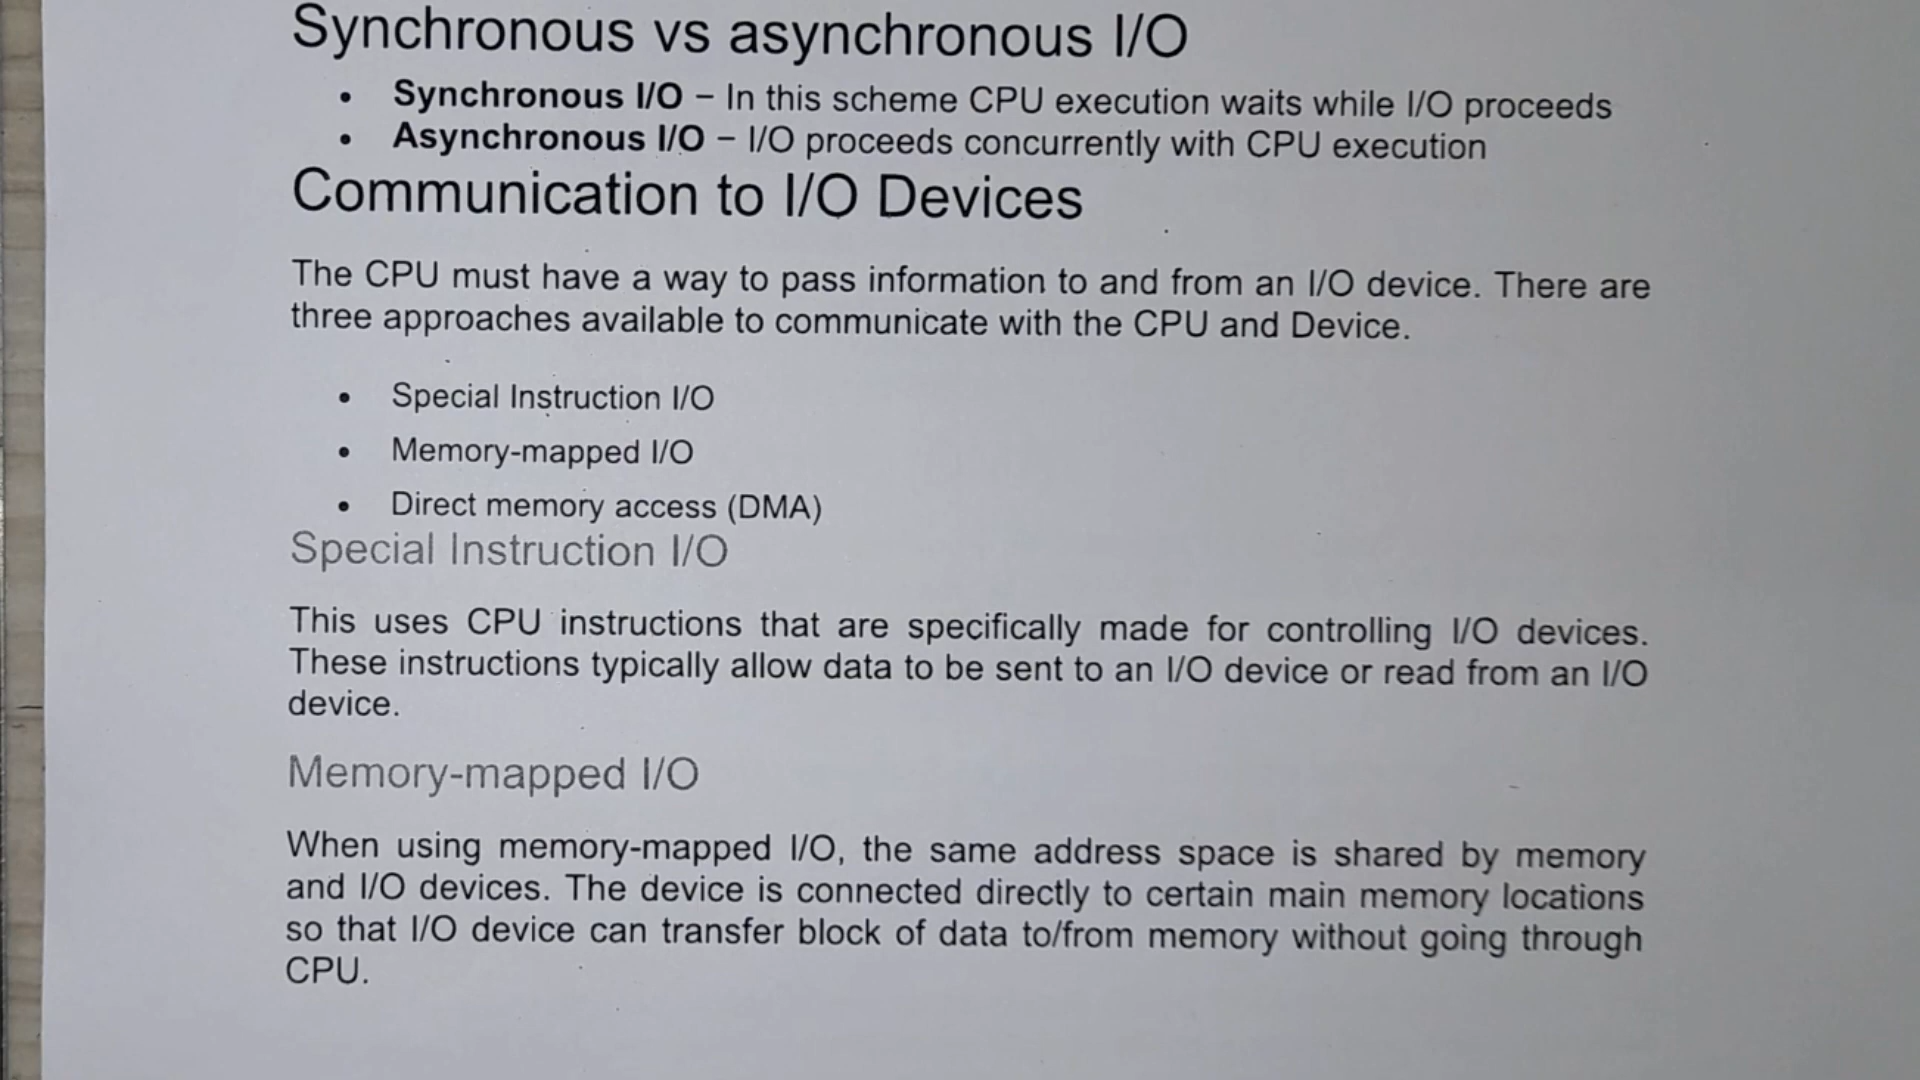 Synchronous vs asynchronous I/O
• Synchronous I/O – In this scheme CPU execution waits while I/O proceeds
• Asynchronous I/O – I/O proceeds concurrently with CPU execution
Communication to I/O Devices
The CPU must have a way to pass information to and from an I/O device. There are
three approaches available to communicate with the CPU and Device.
• Special Instruction I/O
• Memory-mapped I/O
• Direct memory access (DMA)
Special Instruction I/O
This uses CPU instructions that are specifically made for controlling I/O devices.
These instructions typically allow data to be sent to an I/O device or read from an I/O
device.
Memory-mapped I/O
When using memory-mapped I/O, the same address space is shared by memory
and I/O devices. The device is connected directly to certain main memory locations
so that I/O device can transfer block of data to/from memory without going through
CPU.